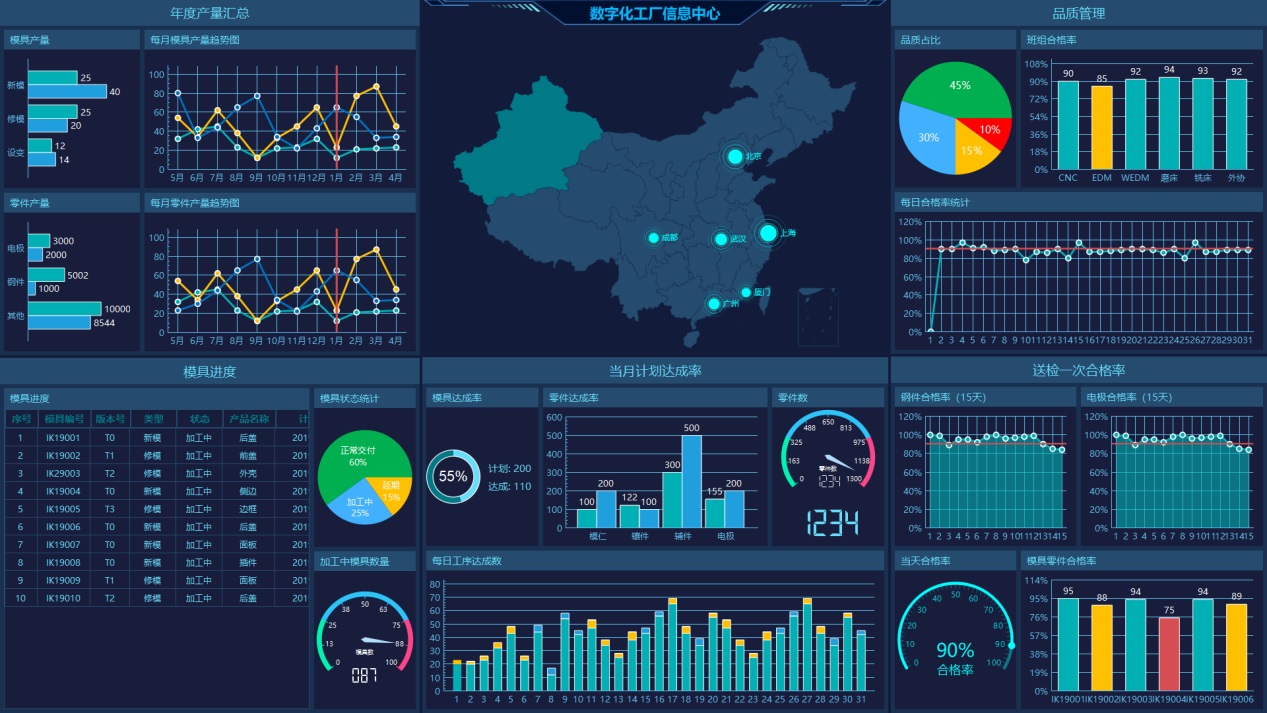 年度产量汇总
数字化工厂信息中心
品质管理
模具产量
新模 25 40
修模 25 20
设变 12 14
每月模具产量趋势图
100
80
60
40
20
0
5月 6月 7月 8月 9月 10月 11月 12月 1月 2月 3月 4月
零件产量
电极 3000 2000
钢件 5002 1000
其他 10000 8544
每月零件产量趋势图
100
80
60
40
20
0
5月 6月 7月 8月 9月 10月 11月 12月 1月 2月 3月 4月
北京
成都
武汉
上海
厦门
广州
品质占比
45%
10%
30%
15%
班组合格率
108%
90%
72%
54%
36%
18%
0%
90 85 92 94 93 92
CNC EDM WEDM 磨床 铣床 外协
每日合格率统计
120%
100%
80%
60%
40%
20%
0%
1 2 3 4 5 6 7 8 9 10 11 12 13 14 15 16 17 18 19 20 21 22 23 24 25 26 27 28 29 30 31
模具进度
模具进度
序号 模具编号 版本号 类型 状态 产品名称 计
1 IK19001 T0 新模 加工中 后盖 201
2 IK19002 T1 修模 加工中 前盖 201
3 IK29003 T2 修模 加工中 外壳 201
4 IK19004 T0 新模 加工中 侧边 201
5 IK19005 T3 修模 加工中 边框 201
6 IK19006 T0 新模 加工中 后盖 201
7 IK19007 T0 新模 加工中 面板 201
8 IK19008 T0 新模 加工中 插件 201
9 IK19009 T1 修模 加工中 面板 201
10 IK19010 T2 修模 加工中 后盖 201
模具状态统计
正常交付
60%
延期
15%
加工中
25%
加工中模具数量
0 13 25 38 50 63 75 88 100
模具数
087
当月计划达成率
模具达成率
55%
计划: 200
达成: 110
零件达成率
600
500
400
300
200
100
0
100 200 122 100 300 500 155 200
模仁 镶件 辅件 电极
零件数
0 163 325 488 650 813 975 1138 1300
零件数
1234
1234
每日工序达成数
80
70
60
50
40
30
20
10
0
1 2 3 4 5 6 7 8 9 10 11 12 13 14 15 16 17 18 19 20 21 22 23 24 25 26 27 28 29 30 31
送检一次合格率
钢件合格率（15天）
120%
100%
80%
60%
40%
20%
0%
1 2 3 4 5 6 7 8 9 10 11 12 13 14 15
电极合格率（15天）
120%
100%
80%
60%
40%
20%
0%
1 2 3 4 5 6 7 8 9 10 11 12 13 14 15
当天合格率
0 10 20 30 40 50 60 70 80 90 100
90%
合格率
模具零件合格率
114%
95%
76%
57%
38%
19%
0%
95 88 94 75 94 89
IK19001 IK19002 IK19003 IK19004 IK19005 IK19006